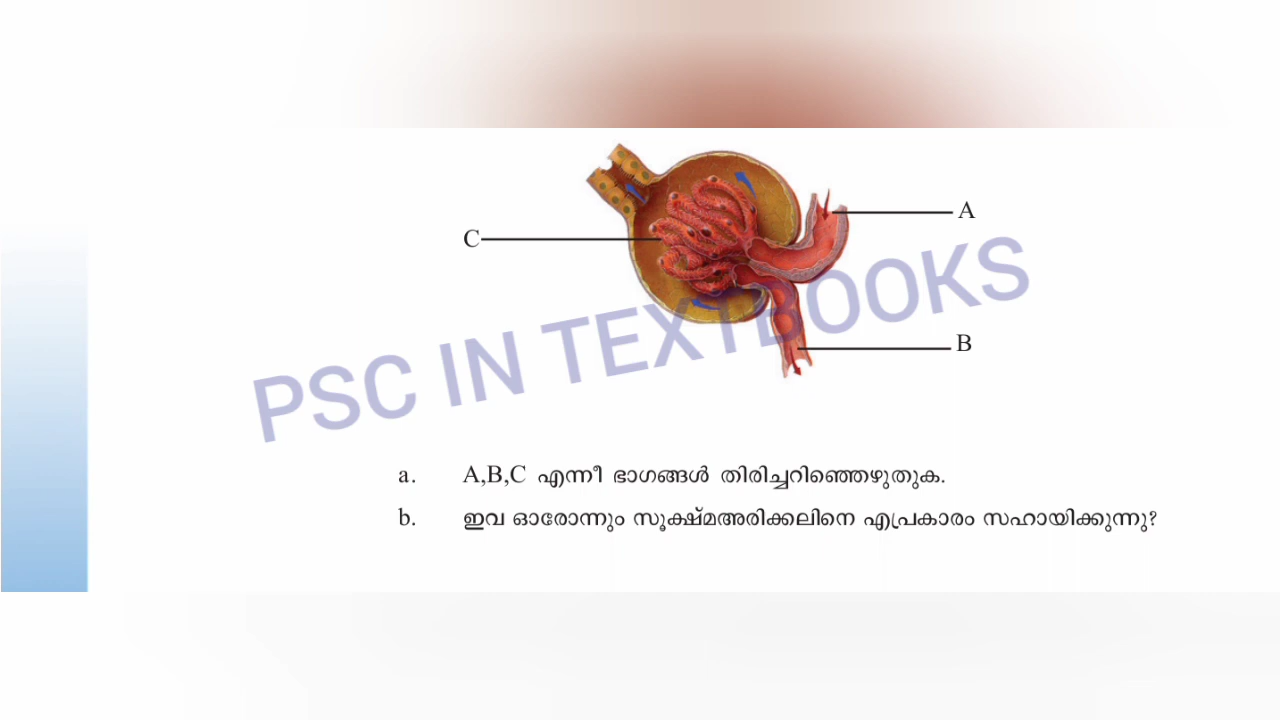 A
C
PSC IN TEXTBOOKS
B
a. A,B,C എന്നീ ഭാഗങ്ങൾ തിരിച്ചറിഞ്ഞെഴുതുക.
b. ഇവ ഓരോന്നും സൂക്ഷ്മഅരിക്കലിനെ എപ്രകാരം സഹായിക്കുന്നു?